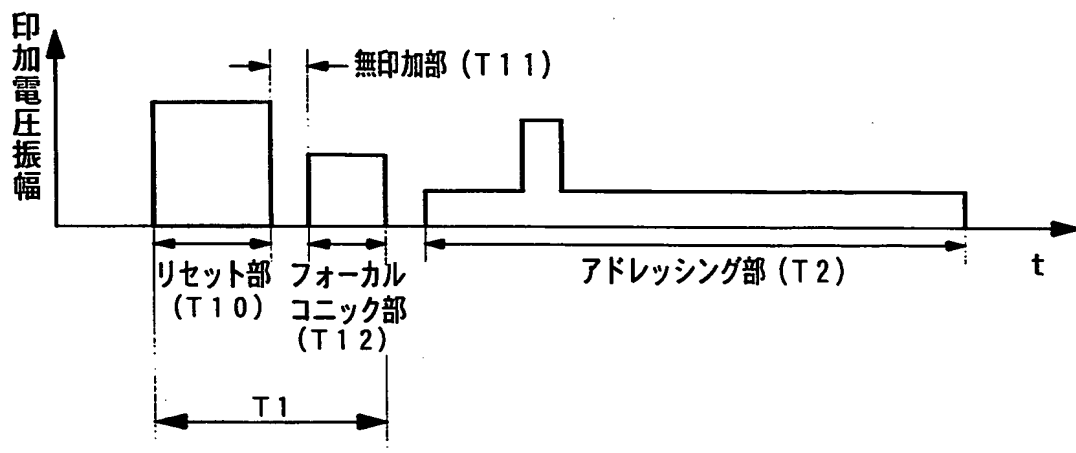 印加電圧振幅
無印加部（T11）
リセット部
（T10）
フォーカル
コニック部
（T12）
アドレッシング部（T2）
t
T1